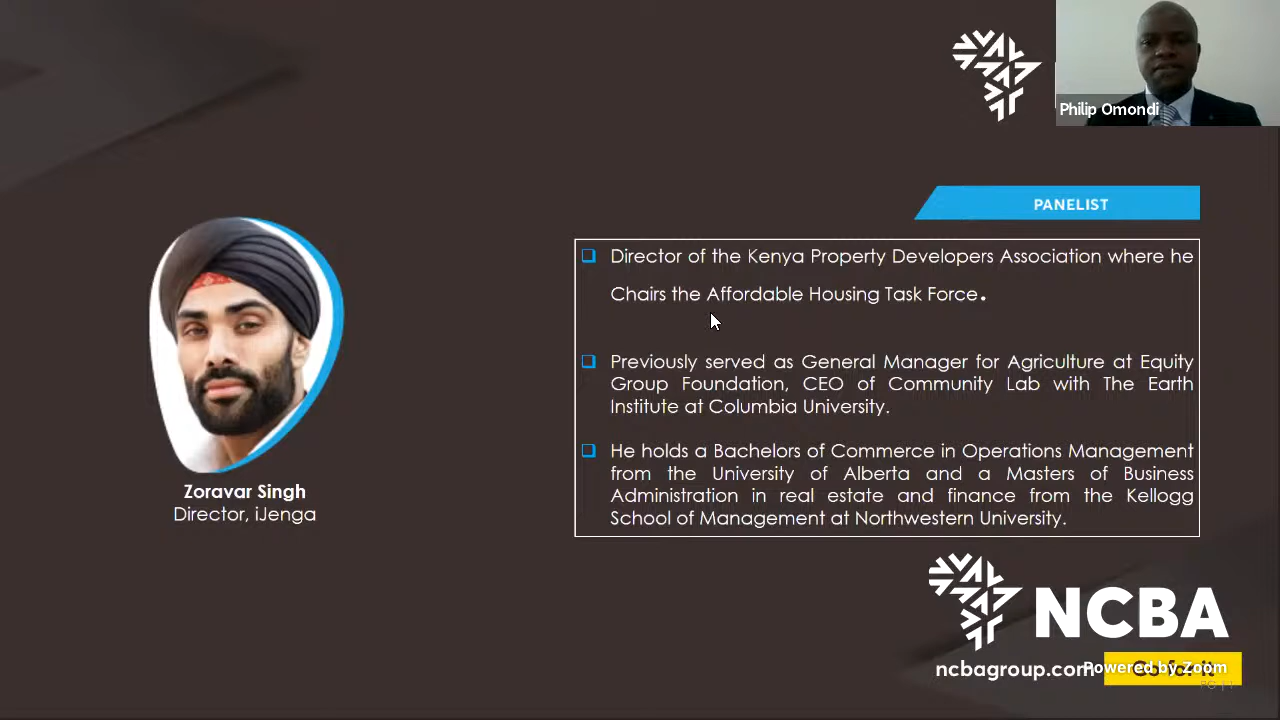 Philip Omondi
PANELIST
Director of the Kenya Property Developers Association where he
Chairs the Affordable Housing Task Force.
Previously served as General Manager for Agriculture at Equity
Group Foundation, CEO of Community Lab with The Earth
Institute at Columbia University.
He holds a Bachelors of Commerce in Operations Management
from the University of Alberta and a Masters of Business
Administration in real estate and finance from the Kellogg
School of Management at Northwestern University.
Zoravar Singh
Director, iJenga
NCBA
ncbagroup.com
Go for it
Powered by Zoom